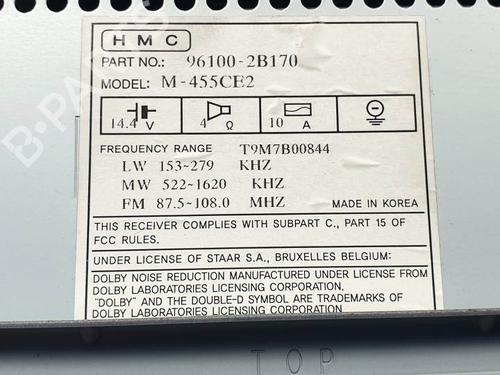 HMC
PART NO.: 96100-2B170
MODEL: M-455CE2
14.4 V 4 Ω 10 A
FREQUENCY RANGE T9M7B00844
LW 153~279 KHZ
MW 522~1620 KHZ
FM 87.5~108.0 MHZ MADE IN KOREA
THIS RECEIVER COMPLIES WITH SUBPART C., PART 15 OF
FCC RULES.
UNDER LICENSE OF STAAR S.A., BRUXELLES BELGIUM:
DOLBY NOISE REDUCTION MANUFACTURED UNDER LICENSE FROM
DOLBY LABORATORIES LICENSING CORPORATION.
"DOLBY" AND THE DOUBLE-D SYMBOL ARE TRADEMARKS OF
DOLBY LABORATORIES LICENSING CORPORATION.
TOP
B-PARTS